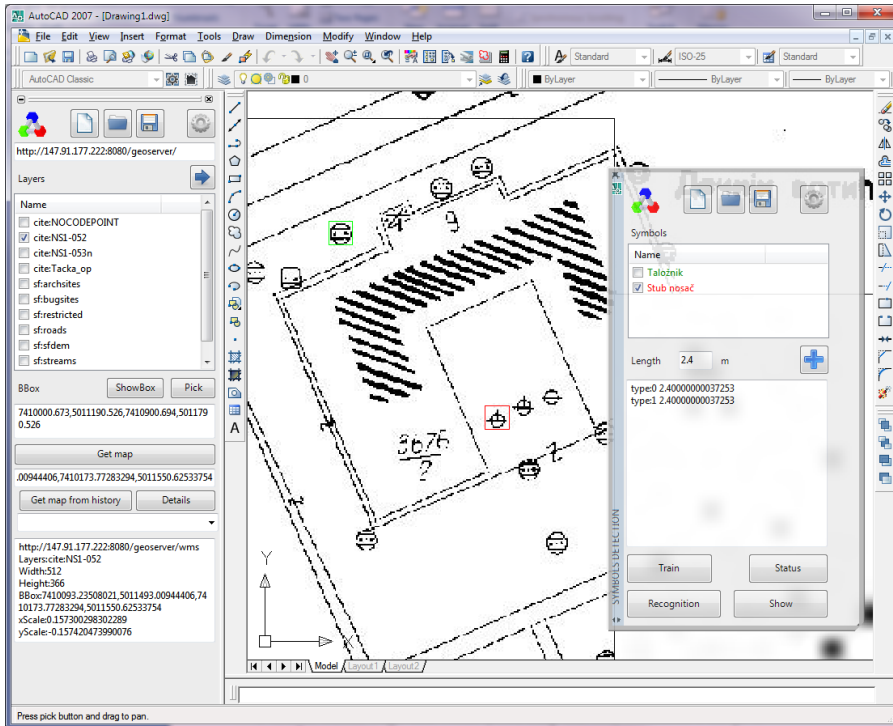 AutoCAD 2007 - [Drawing1.dwg]
File Edit View Insert Format Tools Draw Dimension Modify Window Help
Standard ISO-25 Standard
AutoCAD Classic 0 ByLayer ByLayer ByLayer
http://147.91.177.222:8080/geoserver/
Layers
Name
cite:NOCODEPOINT
cite:NS1-052
cite:NS1-053n
cite:Tacka_op
sf:archsites
sf:bugsites
sf:restricted
sf:roads
sf:sfdem
sf:streams
BBox ShowBox Pick
7410000.673,5011190.526,7410900.694,501179
0.526
Get map
.00944406,7410173.77283294,5011550.62533754
Get map from history Details
http://147.91.177.222:8080/geoserver/wms
Layers:cite:NS1-052
Width:512
Height:366
BBox:7410093.23508021,5011493.00944406,74
10173.77283294,5011550.62533754
xScale:0.157300298302289
yScale:-0.157420473990076
9
3676
2
Y
X
Model Layout1 Layout2
SYMBOLS DETECTION
Symbols
Name
Taložnik
Stub nosač
Length 2.4 m
type:0 2.40000000037253
type:1 2.40000000037253
Train Status
Recognition Show
Press pick button and drag to pan.